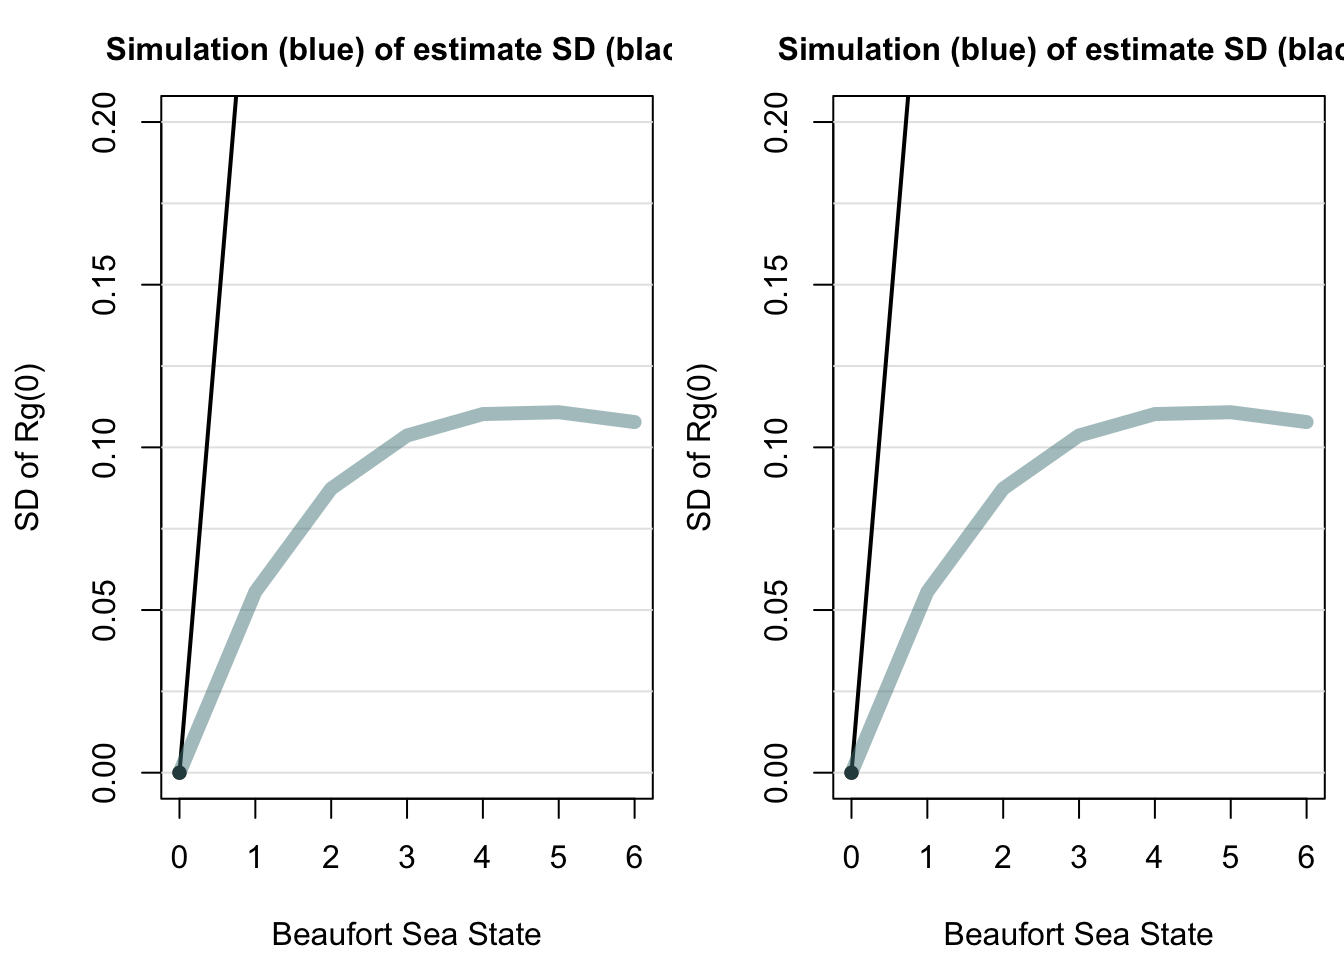 Simulation (blue) of estimate SD (blac
SD of Rg(0)
0.20
0.15
0.10
0.05
0.00
0 1 2 3 4 5 6
Beaufort Sea State
Simulation (blue) of estimate SD (blac
SD of Rg(0)
0.20
0.15
0.10
0.05
0.00
0 1 2 3 4 5 6
Beaufort Sea State